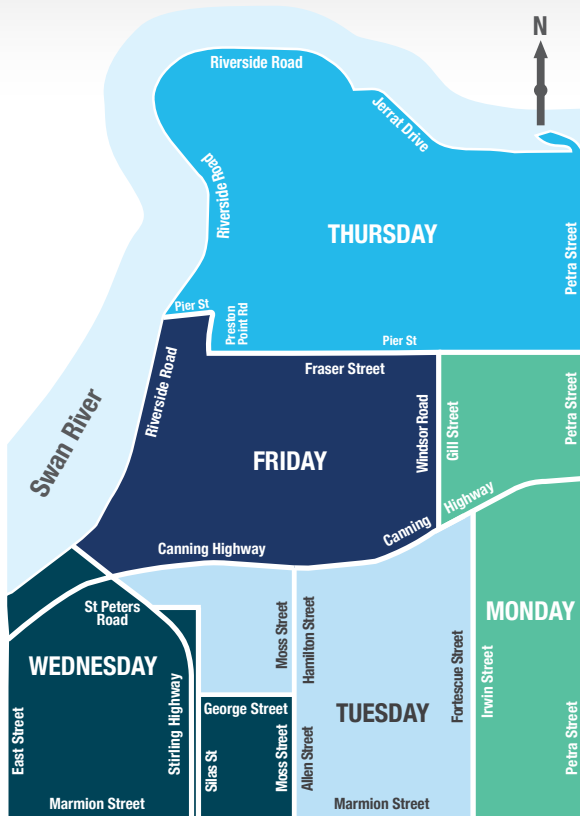 N
Riverside Road
Jerrat Drive
Riverside Road
THURSDAY
Petra Street
Pier St
Preston
Point Rd
Pier St
Fraser Street
Riverside Road
Windsor Road
Gill Street
Petra Street
Swan River
FRIDAY
Canning
Highway
Canning Highway
St Peters
Road
Moss Street
Hamilton Street
Fortescue Street
MONDAY
Irwin Street
WEDNESDAY
East Street
Stirling Highway
George Street
TUESDAY
Silas St
Moss Street
Allen Street
Petra Street
Marmion Street
Marmion Street